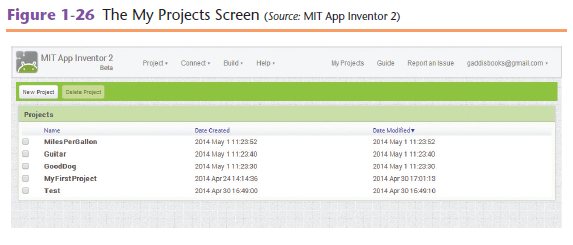 Figure 1-26 The My Projects Screen (Source: MIT App Inventor 2)
MIT App Inventor 2
Beta
Project Connect Build Help My Projects Guide Report an Issue gaddisbooks@gmail.com
New Project Delete Project
Projects
Name Date Created Date Modified▼
MilesPerGallon 2014 May 1 11:23:52 2014 May 1 11:23:52
Guitar 2014 May 1 11:23:40 2014 May 1 11:23:40
GoodDog 2014 May 1 11:23:30 2014 May 1 11:23:30
MyFirstProject 2014 Apr 24 14:14:36 2014 Apr 30 17:01:13
Test 2014 Apr 30 16:49:00 2014 Apr 30 16:49:10